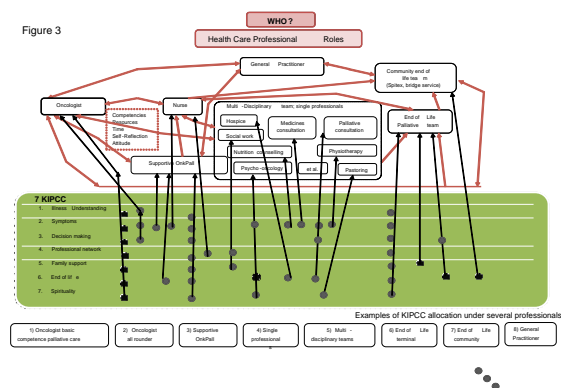 WHO?
Figure 3
Health Care Professional Roles
General Practitioner
Community end of
life tea m
(Spitex, bridge service)
Oncologist
Nurse
Multi -Disciplinary team; single professionals
Competencies
Resources
Time
Self-Reflection
Attitude
Hospice
Medicines
consultation
Palliative
consultation
End of Life
Palliative team
Social work
Nutrition counselling
Physiotherapy
Supportive OnkPall
Psycho -oncology
et al.
Pastoring
7 KIPCC
1. Illness Understanding
2. Symptoms
3. Decision making
4. Professional network
5. Family support
6. End of lif e
7. Spirituality
Examples of KIPCC allocation under several professionals
1) Oncologist basic
competence palliative care
2) Oncologist
all rounder
3) Supportive
OnkPall
4) Single
professional
s
5) Multi -
disciplinary teams
6) End of Life
terminal
7) End of Life
community
8) General
Practitioner